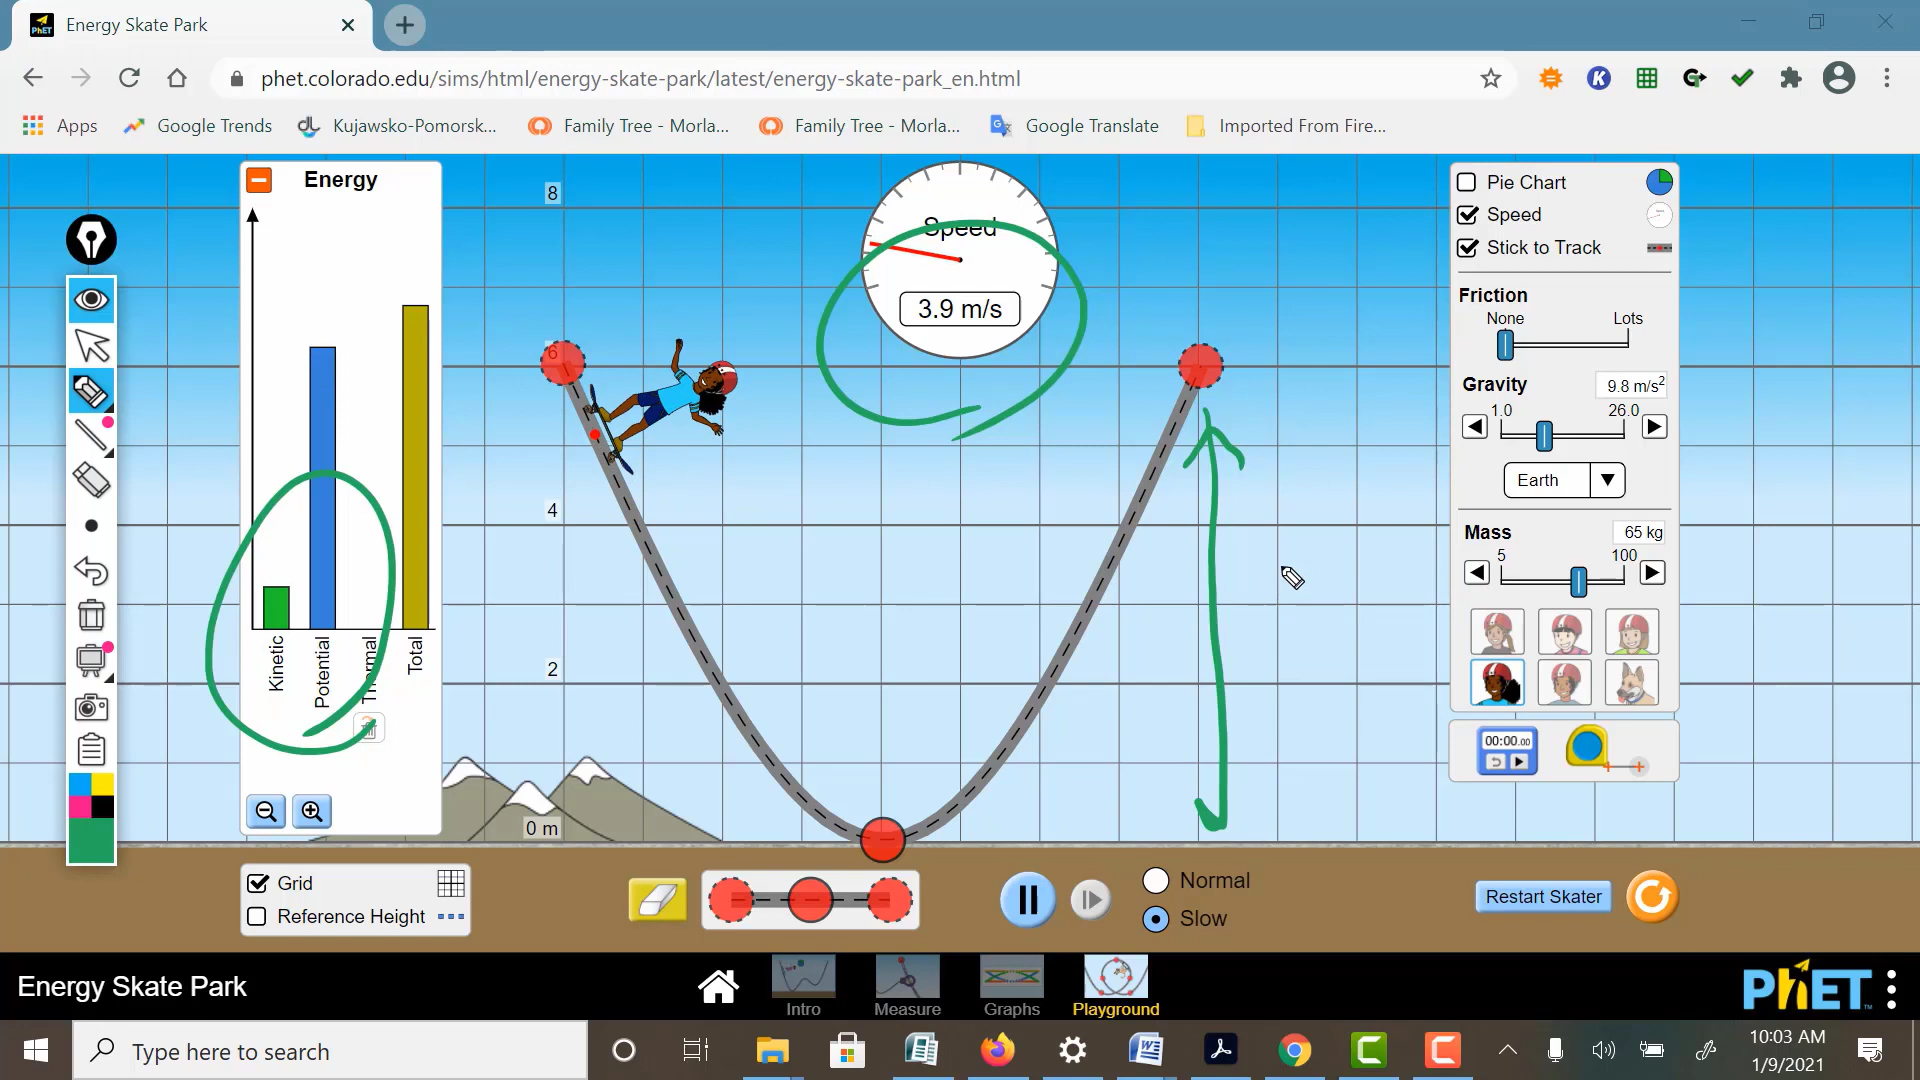 PhET
Energy Skate Park
phet.colorado.edu/sims/html/energy-skate-park/latest/energy-skate-park_en.html
K
G
Apps
Google Trends
Kujawsko-Pomorsk...
Family Tree - Morla...
Family Tree - Morla...
Google Translate
Imported From Fire...
Energy
Kinetic
Potential
Thermal
Total
8
6
4
2
0 m
Speed
3.9 m/s
Pie Chart
Speed
Stick to Track
Friction
None
Lots
Gravity
9.8 m/s²
1.0
26.0
Earth
Mass
65 kg
5
100
00:00.00
Grid
Reference Height
Normal
Slow
Restart Skater
Energy Skate Park
Intro
Measure
Graphs
Playground
PhET
TM
Type here to search
10:03 AM
1/9/2021